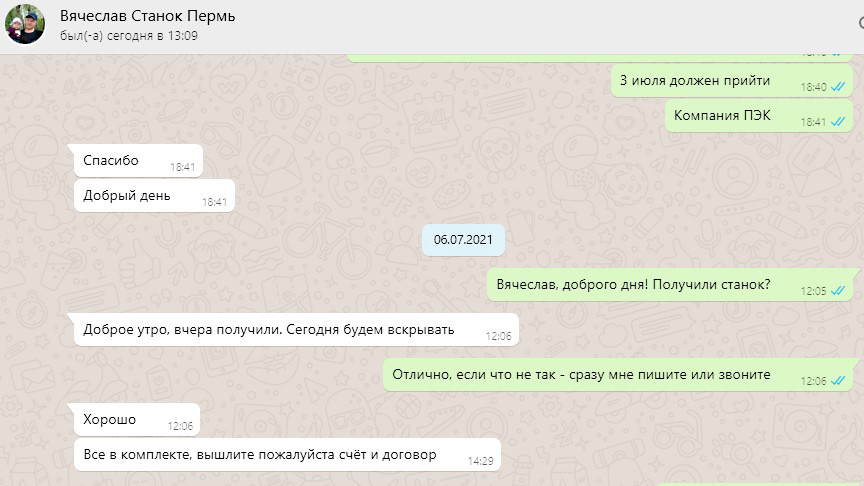 Вячеслав Станок Пермь
был(-а) сегодня в 13:09
3 июля должен прийти 18:40
Компания ПЭК 18:41
Спасибо 18:41
Добрый день 18:41
06.07.2021
Вячеслав, доброго дня! Получили станок? 12:05
Доброе утро, вчера получили. Сегодня будем вскрывать 12:06
Отлично, если что не так - сразу мне пишите или звоните 12:06
Хорошо 12:06
Все в комплекте, вышлите пожалуйста счёт и договор 14:29